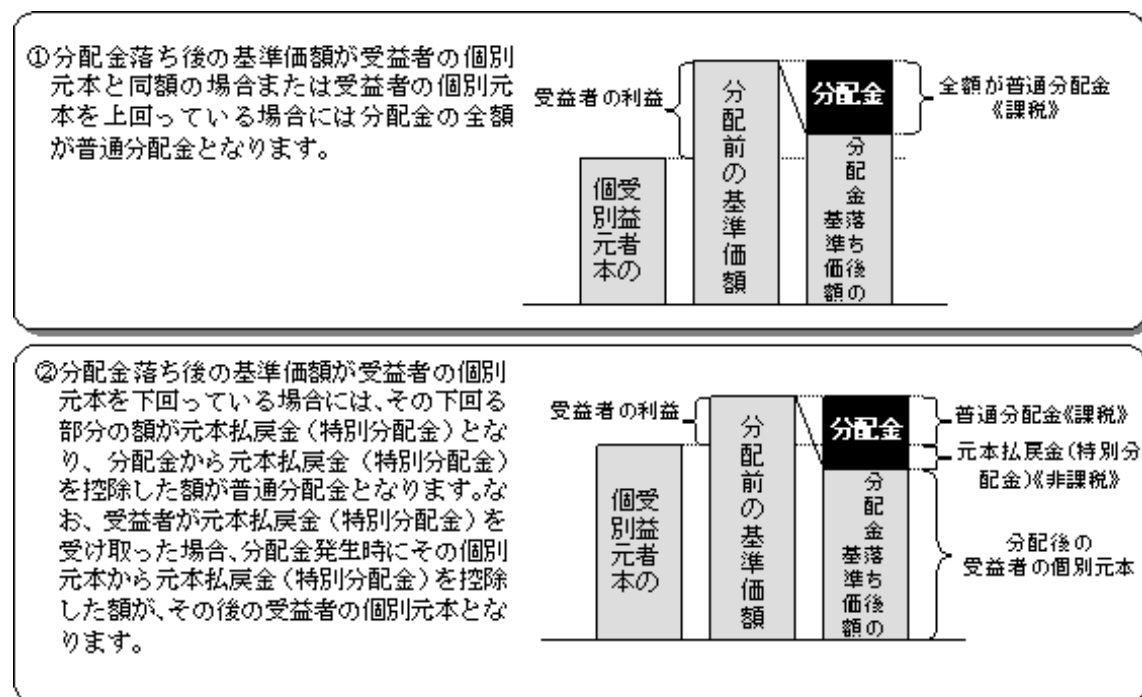 ①分配金落ち後の基準価額が受益者の個別
元本と同額の場合または受益者の個別元
本を上回っている場合には分配金の全額
が普通分配金となります。
受益者の利益
受益者の
個別元本
分配前の基準価額
分配金
分配金落ち後の
基準価額
全額が普通分配金
《課税》
②分配金落ち後の基準価額が受益者の個別
元本を下回っている場合には、その下回る
部分の額が元本払戻金（特別分配金）とな
り、分配金から元本払戻金（特別分配金）
を控除した額が普通分配金となります。な
お、受益者が元本払戻金（特別分配金）を
受け取った場合、分配金発生時にその個別
元本から元本払戻金（特別分配金）を控除
した額が、その後の受益者の個別元本とな
ります。
受益者の利益
受益者の
個別元本
分配前の基準価額
分配金
分配金落ち後の
基準価額
普通分配金《課税》
元本払戻金(特別分
配金)《非課税》
分配後の
受益者の個別元本